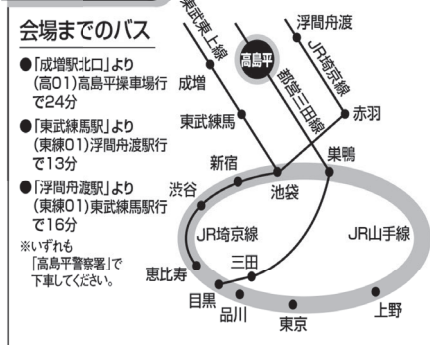 会場までのバス
●「成増駅北口」より
(高01)高島平操車場行
で24分
●「東武練馬駅」より
(東練01)浮間舟渡駅行
で13分
●「浮間舟渡駅」より
(東練01)東武練馬駅行
で16分
※いずれも
「高島平警察署」で
下車してください。
東武東上線
成増
東武練馬
高島平
都営三田線
浮間舟渡
JR埼京線
赤羽
巣鴨
池袋
新宿
渋谷
JR埼京線
JR山手線
恵比寿
三田
目黒
品川
東京
上野